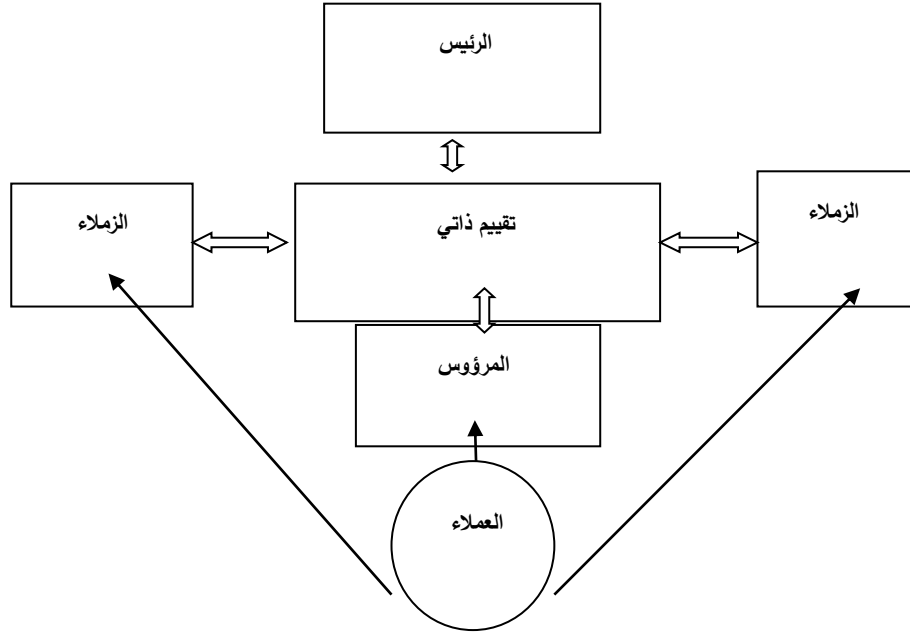 الرئيس
الزملاء
تقييم ذاتي
الزملاء
المرؤوس
العملاء